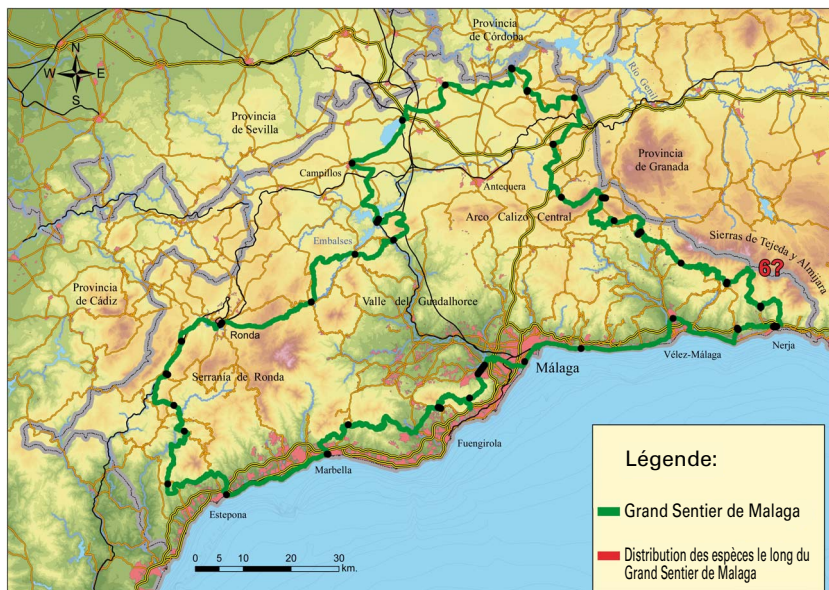 Provincia
de Córdoba
N
W E
S
Río Genil
Provincia
de Sevilla
Provincia
de Granada
Campillos
Antequera
Arco Calizo Central
Sierras de Tejeda y Almijara
Embalses
6?
Provincia
de Cádiz
Valle del Guadalhorce
Ronda
Vélez-Málaga
Nerja
Málaga
Serranía de Ronda
Fuengirola
Marbella
Estepona
Légende:
Grand Sentier de Malaga
Distribution des espèces le long du
Grand Sentier de Malaga
0 5 10 20 30
km.